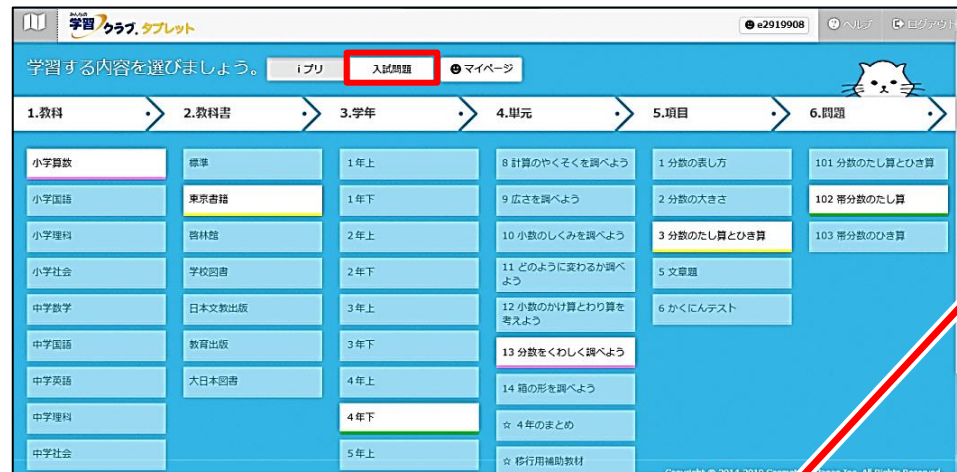 みんなの
学習クラブ タブレット
e2919908
ヘルプ
ログアウト
学習する内容を選びましょう。
iプリ
入試問題
マイページ
1.教科
2.教科書
3.学年
4.単元
5.項目
6.問題
小学算数
小学国語
小学理科
小学社会
中学数学
中学国語
中学英語
中学理科
中学社会
標準
東京書籍
啓林館
学校図書
日本文教出版
教育出版
大日本図書
1年上
1年下
2年上
2年下
3年上
3年下
4年上
4年下
5年上
8 計算のやくそくを調べよう
9 広さを調べよう
10 小数のしくみを調べよう
11 どのように変わるか調べ
よう
12 小数のかけ算とわり算を
考えよう
13 分数をくわしく調べよう
14 箱の形を調べよう
☆ 4年のまとめ
☆ 移行用補助教材
1 分数の表し方
2 分数の大きさ
3 分数のたし算とひき算
5 文章題
6 かくにんテスト
101 分数のたし算とひき算
102 帯分数のたし算
103 帯分数のひき算